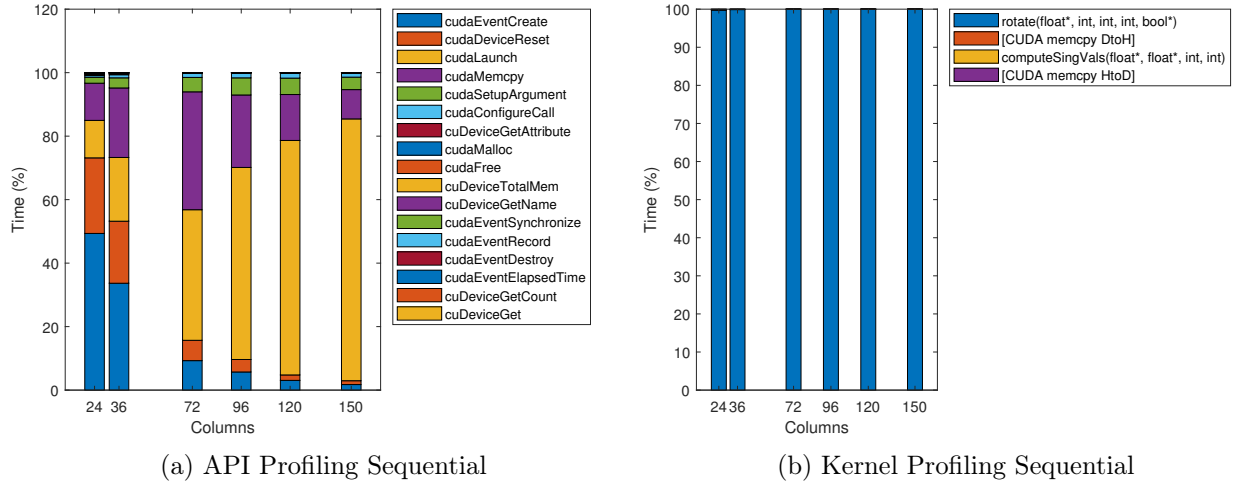 120
100
80
60
40
20
0
Time (%)
24 36 72 96 120 150
Columns
cudaEventCreate
cudaDeviceReset
cudaLaunch
cudaMemcpy
cudaSetupArgument
cudaConfigureCall
cuDeviceGetAttribute
cudaMalloc
cudaFree
cuDeviceTotalMem
cuDeviceGetName
cudaEventSynchronize
cudaEventRecord
cudaEventDestroy
cudaEventElapsedTime
cuDeviceGetCount
cuDeviceGet
(a) API Profiling Sequential
100
90
80
70
60
50
40
30
20
10
0
Time (%)
24 36 72 96 120 150
Columns
rotate(float*, int, int, int, bool*)
[CUDA memcpy DtoH]
computeSingVals(float*, float*, int, int)
[CUDA memcpy HtoD]
(b) Kernel Profiling Sequential